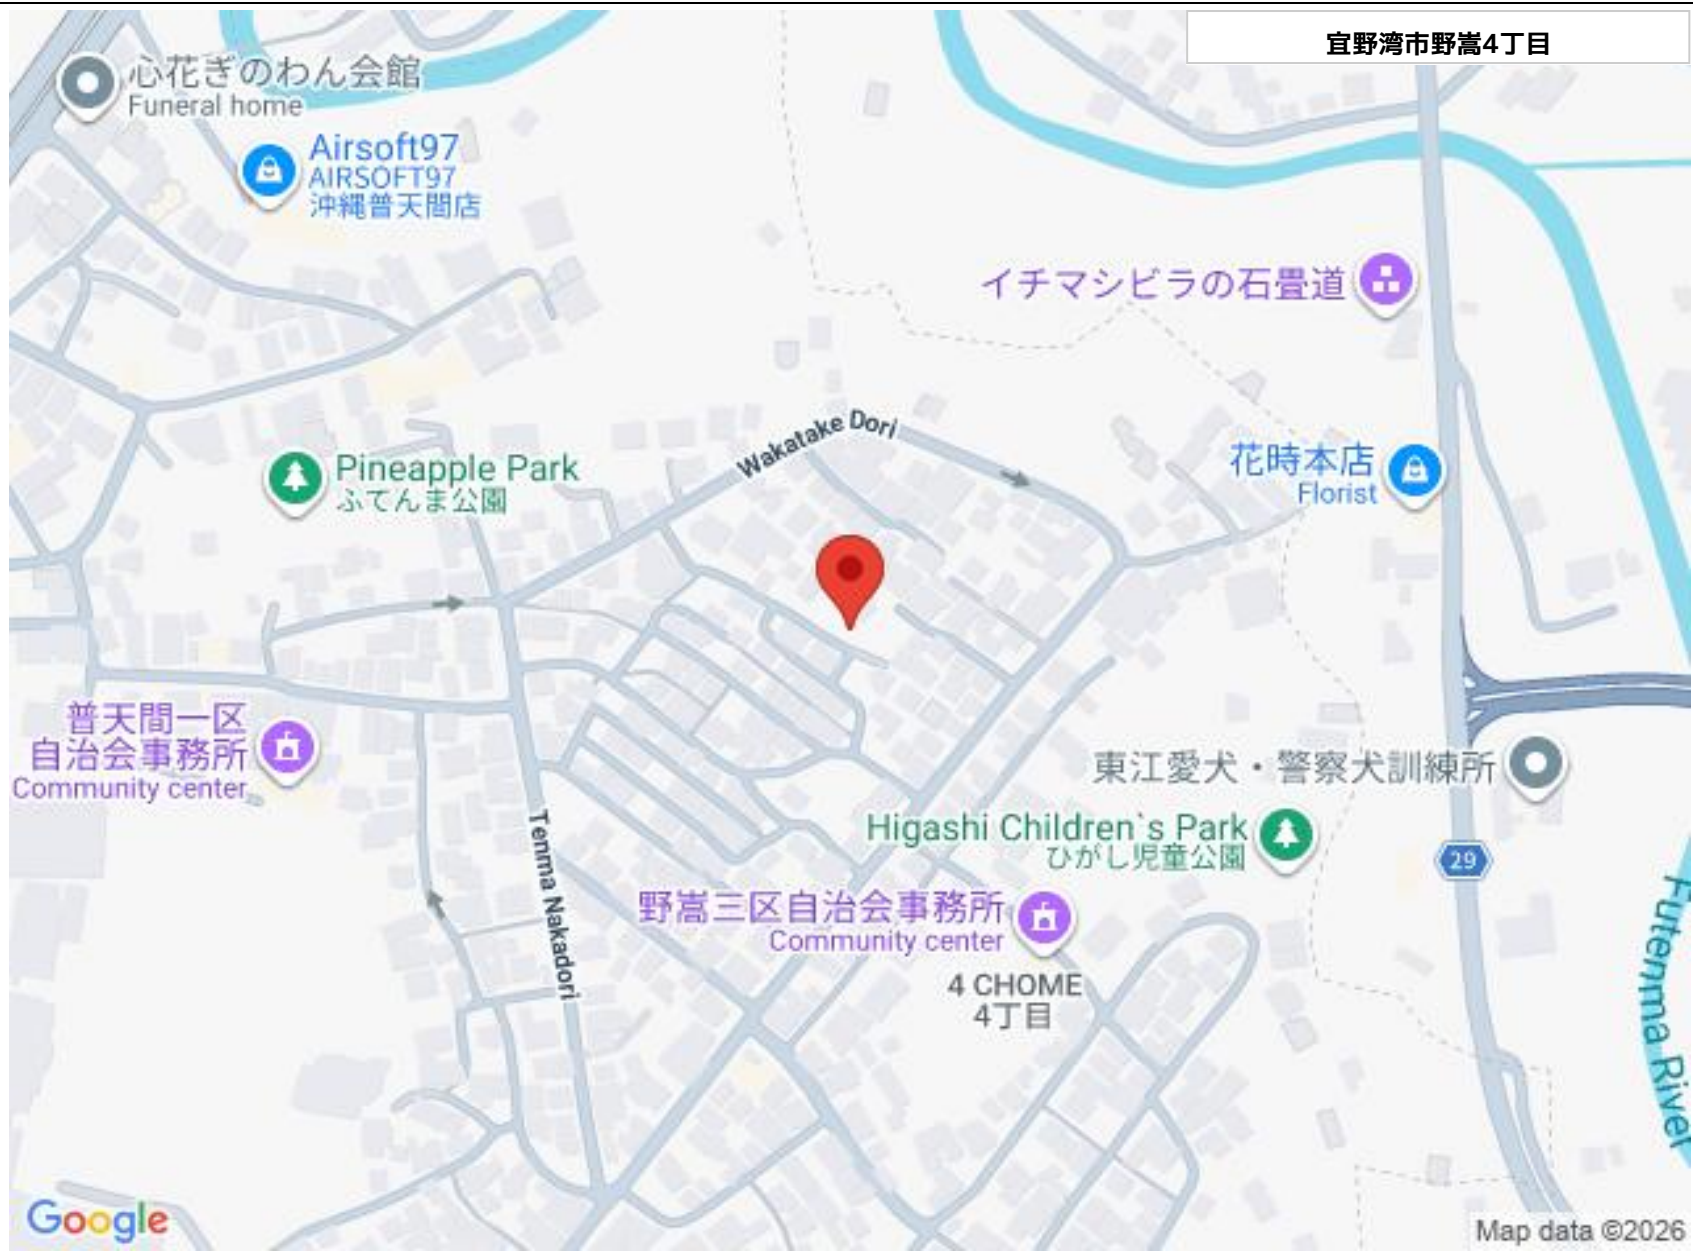 宜野湾市野嵩4丁目
心花ぎのわん会館
Funeral home
Airsoft97
AIRSOFT97
沖縄普天間店
イチマシビラの石畳道
Wakatake Dori
花時本店
Florist
Pineapple Park
ふてんま公園
普天間一区
自治会事務所
Community center
東江愛犬・警察犬訓練所
Higashi Children`s Park
ひがし児童公園
29
Tenma Nakadori
野嵩三区自治会事務所
Community center
4 CHOME
4丁目
Futenma River
Google
Map data ©2026